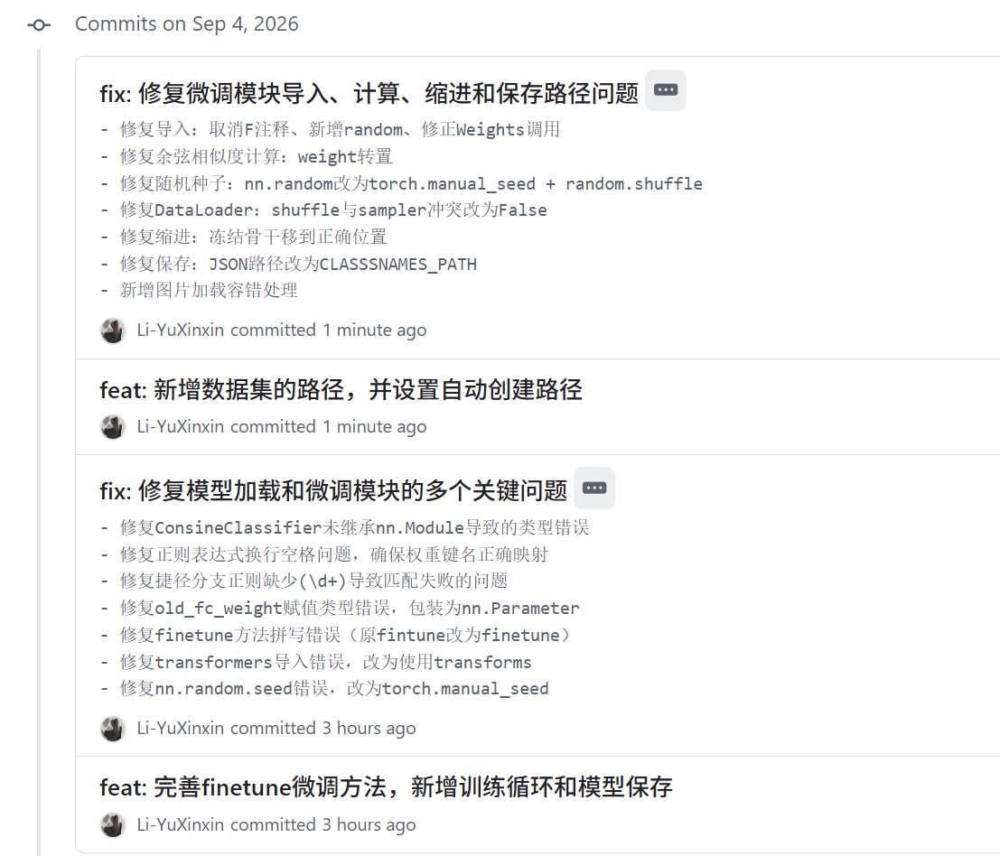 Commits on Sep 4, 2026
fix: 修复微调模块导入、计算、缩进和保存路径问题
- 修复导入：取消F注释、新增random、修正Weights调用
- 修复余弦相似度计算：weight转置
- 修复随机种子：nn.random改为torch.manual_seed + random.shuffle
- 修复DataLoader：shuffle与sampler冲突改为False
- 修复缩进：冻结骨干移到正确位置
- 修复保存：JSON路径改为CLASSSNAMES_PATH
- 新增图片加载容错处理
Li-YuXinxin committed 1 minute ago
feat: 新增数据集的路径，并设置自动创建路径
Li-YuXinxin committed 1 minute ago
fix: 修复模型加载和微调模块的多个关键问题
- 修复ConsineClassifier未继承nn.Module导致的类型错误
- 修复正则表达式换行空格问题，确保权重键名正确映射
- 修复捷径分支正则缺少(\d+)导致匹配失败的问题
- 修复old_fc_weight赋值类型错误，包装为nn.Parameter
- 修复finetune方法拼写错误（原fintune改为finetune）
- 修复transformers导入错误，改为使用transforms
- 修复nn.random.seed错误，改为torch.manual_seed
Li-YuXinxin committed 3 hours ago
feat: 完善finetune微调方法，新增训练循环和模型保存
Li-YuXinxin committed 3 hours ago